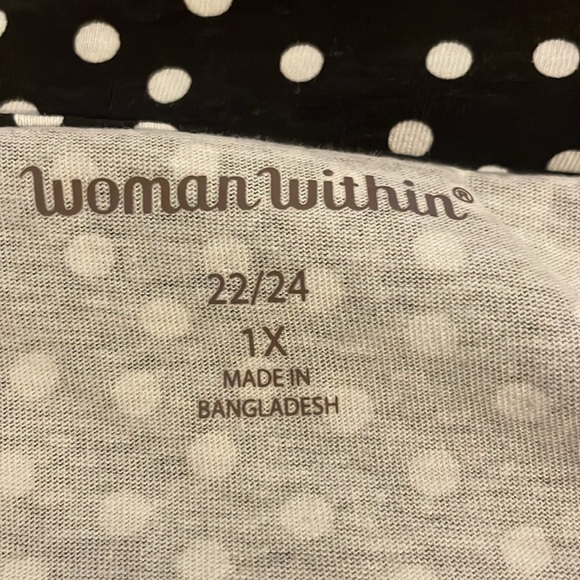 woman within®
22/24
1X
MADE IN
BANGLADESH